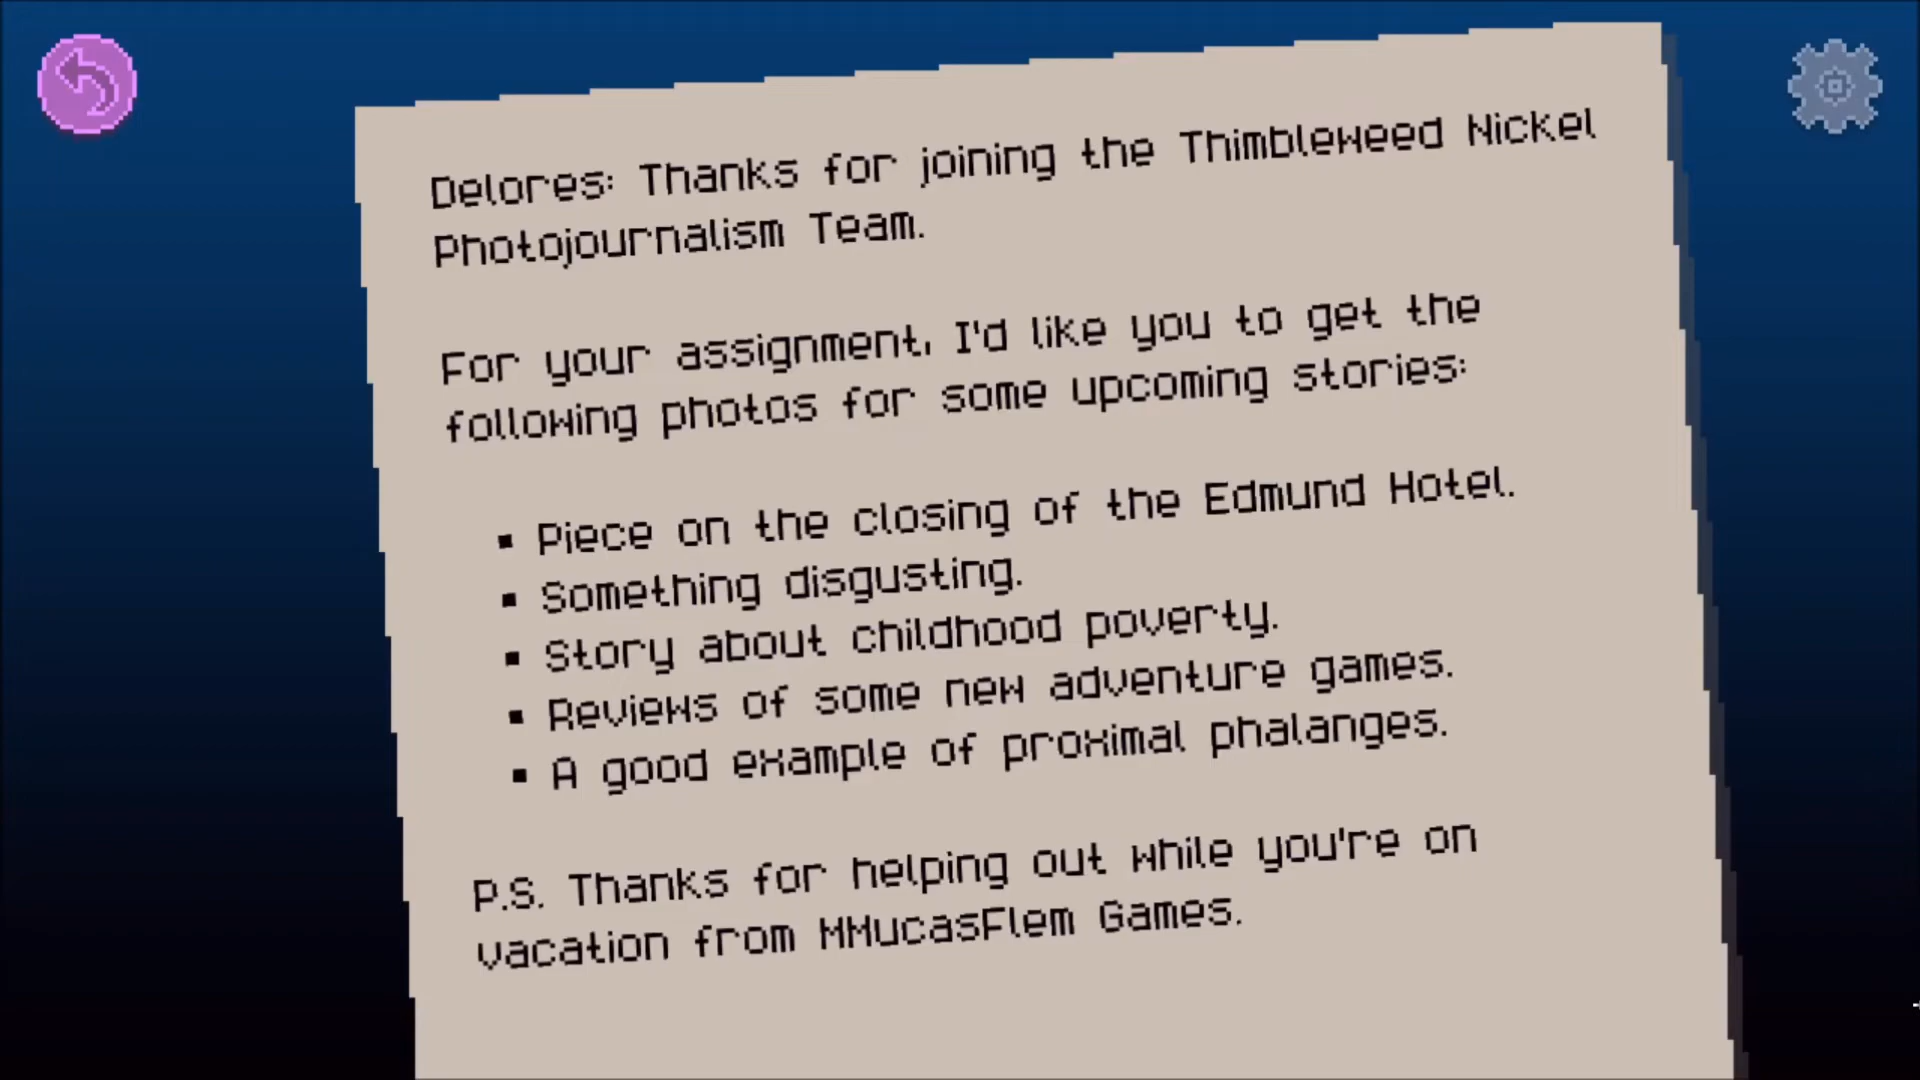 Delores: Thanks for joining the Thimbleweed Nickel
Photojournalism Team.
For your assignment, I'd like you to get the
following photos for some upcoming stories:
▪ Piece on the closing of the Edmund Hotel.
▪ Something disgusting.
▪ Story about childhood poverty.
▪ Reviews of some new adventure games.
▪ A good example of proximal phalanges.
P.S. Thanks for helping out while you're on
vacation from MMucasFlem Games.